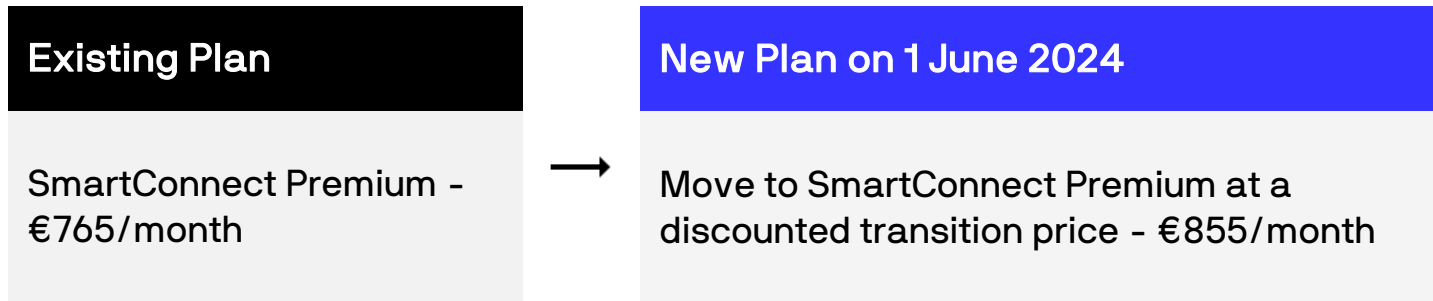 Existing Plan
SmartConnect Premium -
€765/month
New Plan on 1 June 2024
Move to SmartConnect Premium at a
discounted transition price - €855/month